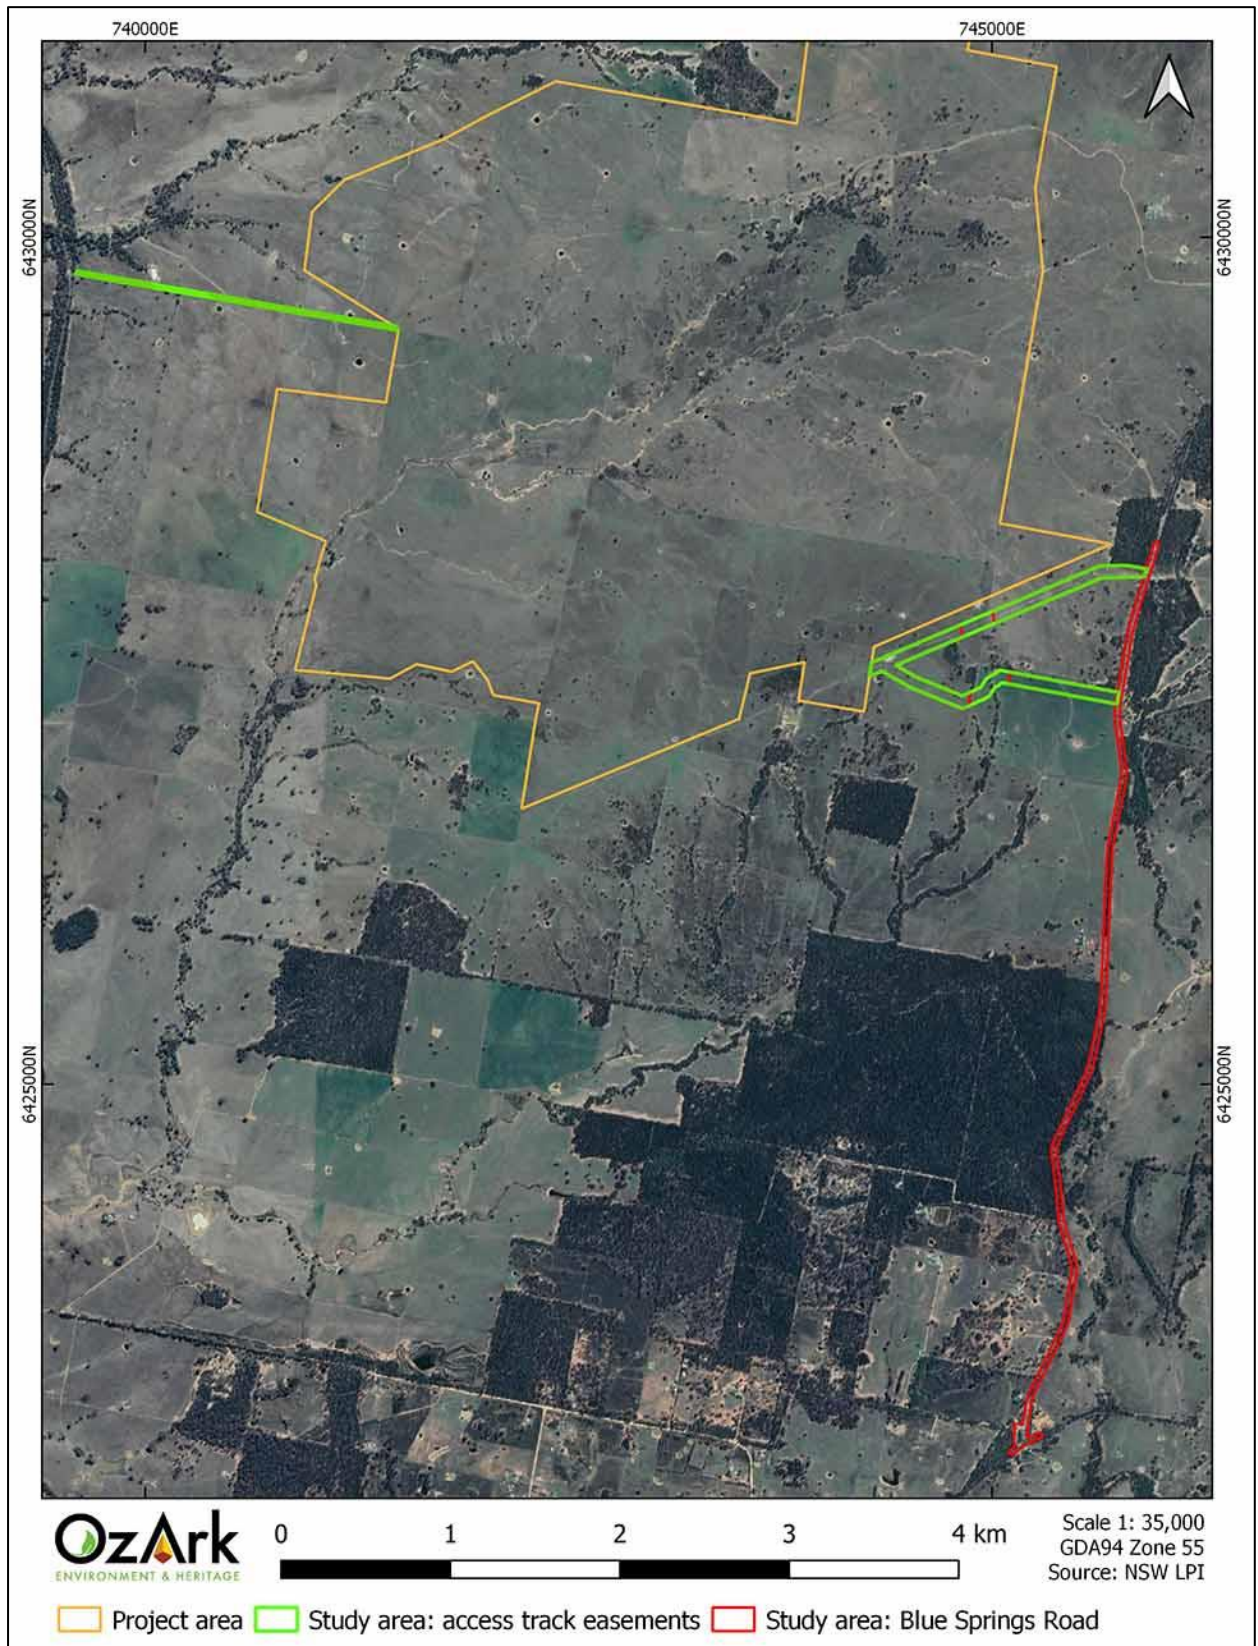 740000E 745000E
6430000N 6430000N
6425000N 6425000N
OzArk
ENVIRONMENT & HERITAGE
0 1 2 3 4 km
Scale 1: 35,000
GDA94 Zone 55
Source: NSW LPI
Project area Study area: access track easements Study area: Blue Springs Road